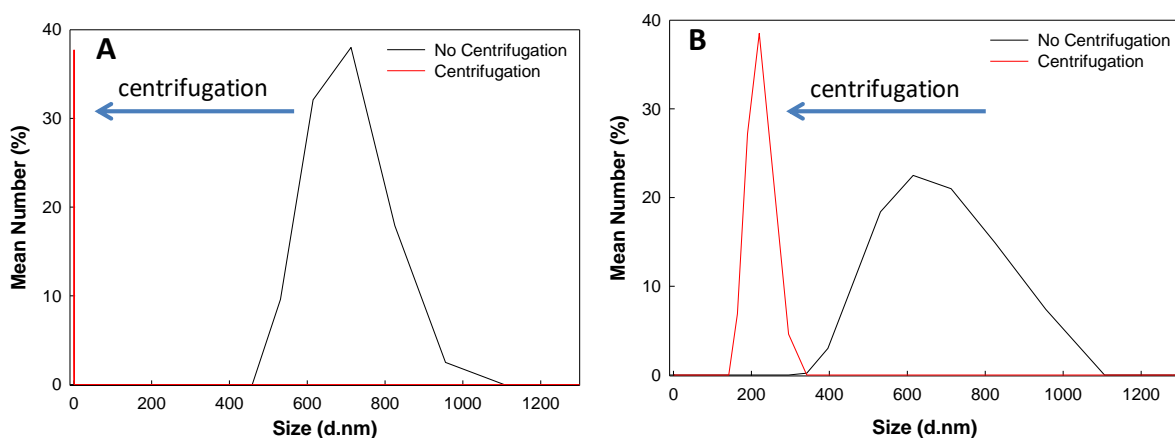 A
No Centrifugation
Centrifugation
centrifugation
Mean Number (%)
40
30
20
10
0
0 200 400 600 800 1000 1200
Size (d.nm)
B
No Centrifugation
Centrifugation
centrifugation
Mean Number (%)
40
30
20
10
0
0 200 400 600 800 1000 1200
Size (d.nm)